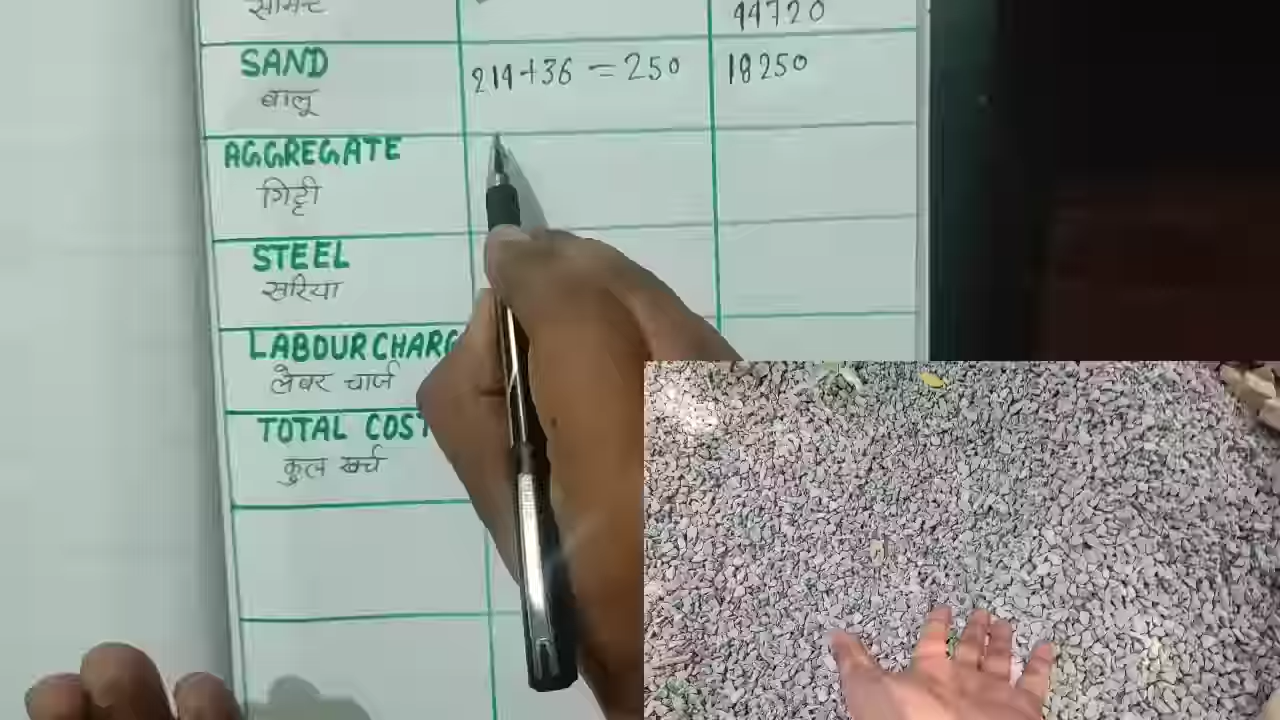 सीमेन्ट
44720
SAND
बालू
214+36 = 250
18250
AGGREGATE
गिट्टी
STEEL
सरिया
LABOUR CHARG
लेबर चार्ज
TOTAL COST
कुल खर्च